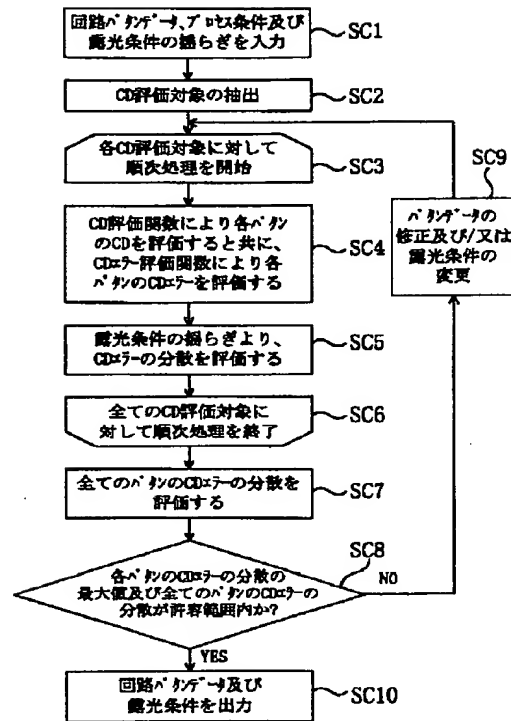 回路パタンデータ、プロセス条件及び
露光条件の揺らぎを入力
SC1
CD評価対象の抽出
SC2
各CD評価対象に対して
順次処理を開始
SC3
CD評価関数により各パタン
のCDを評価すると共に、
CDエラー評価関数により各
パタンのCDエラーを評価する
SC4
露光条件の揺らぎより、
CDエラーの分散を評価する
SC5
全てのCD評価対象に
対して順次処理を終了
SC6
全てのパタンのCDエラーの分散を
評価する
SC7
各パタンのCDエラーの分散の
最大値及び全てのパタンのCDエラーの
分散が許容範囲内か?
SC8
NO
SC9
パタンデータの
修正及び/又は
露光条件の
変更
YES
回路パタンデータ及び
露光条件を出力
SC10